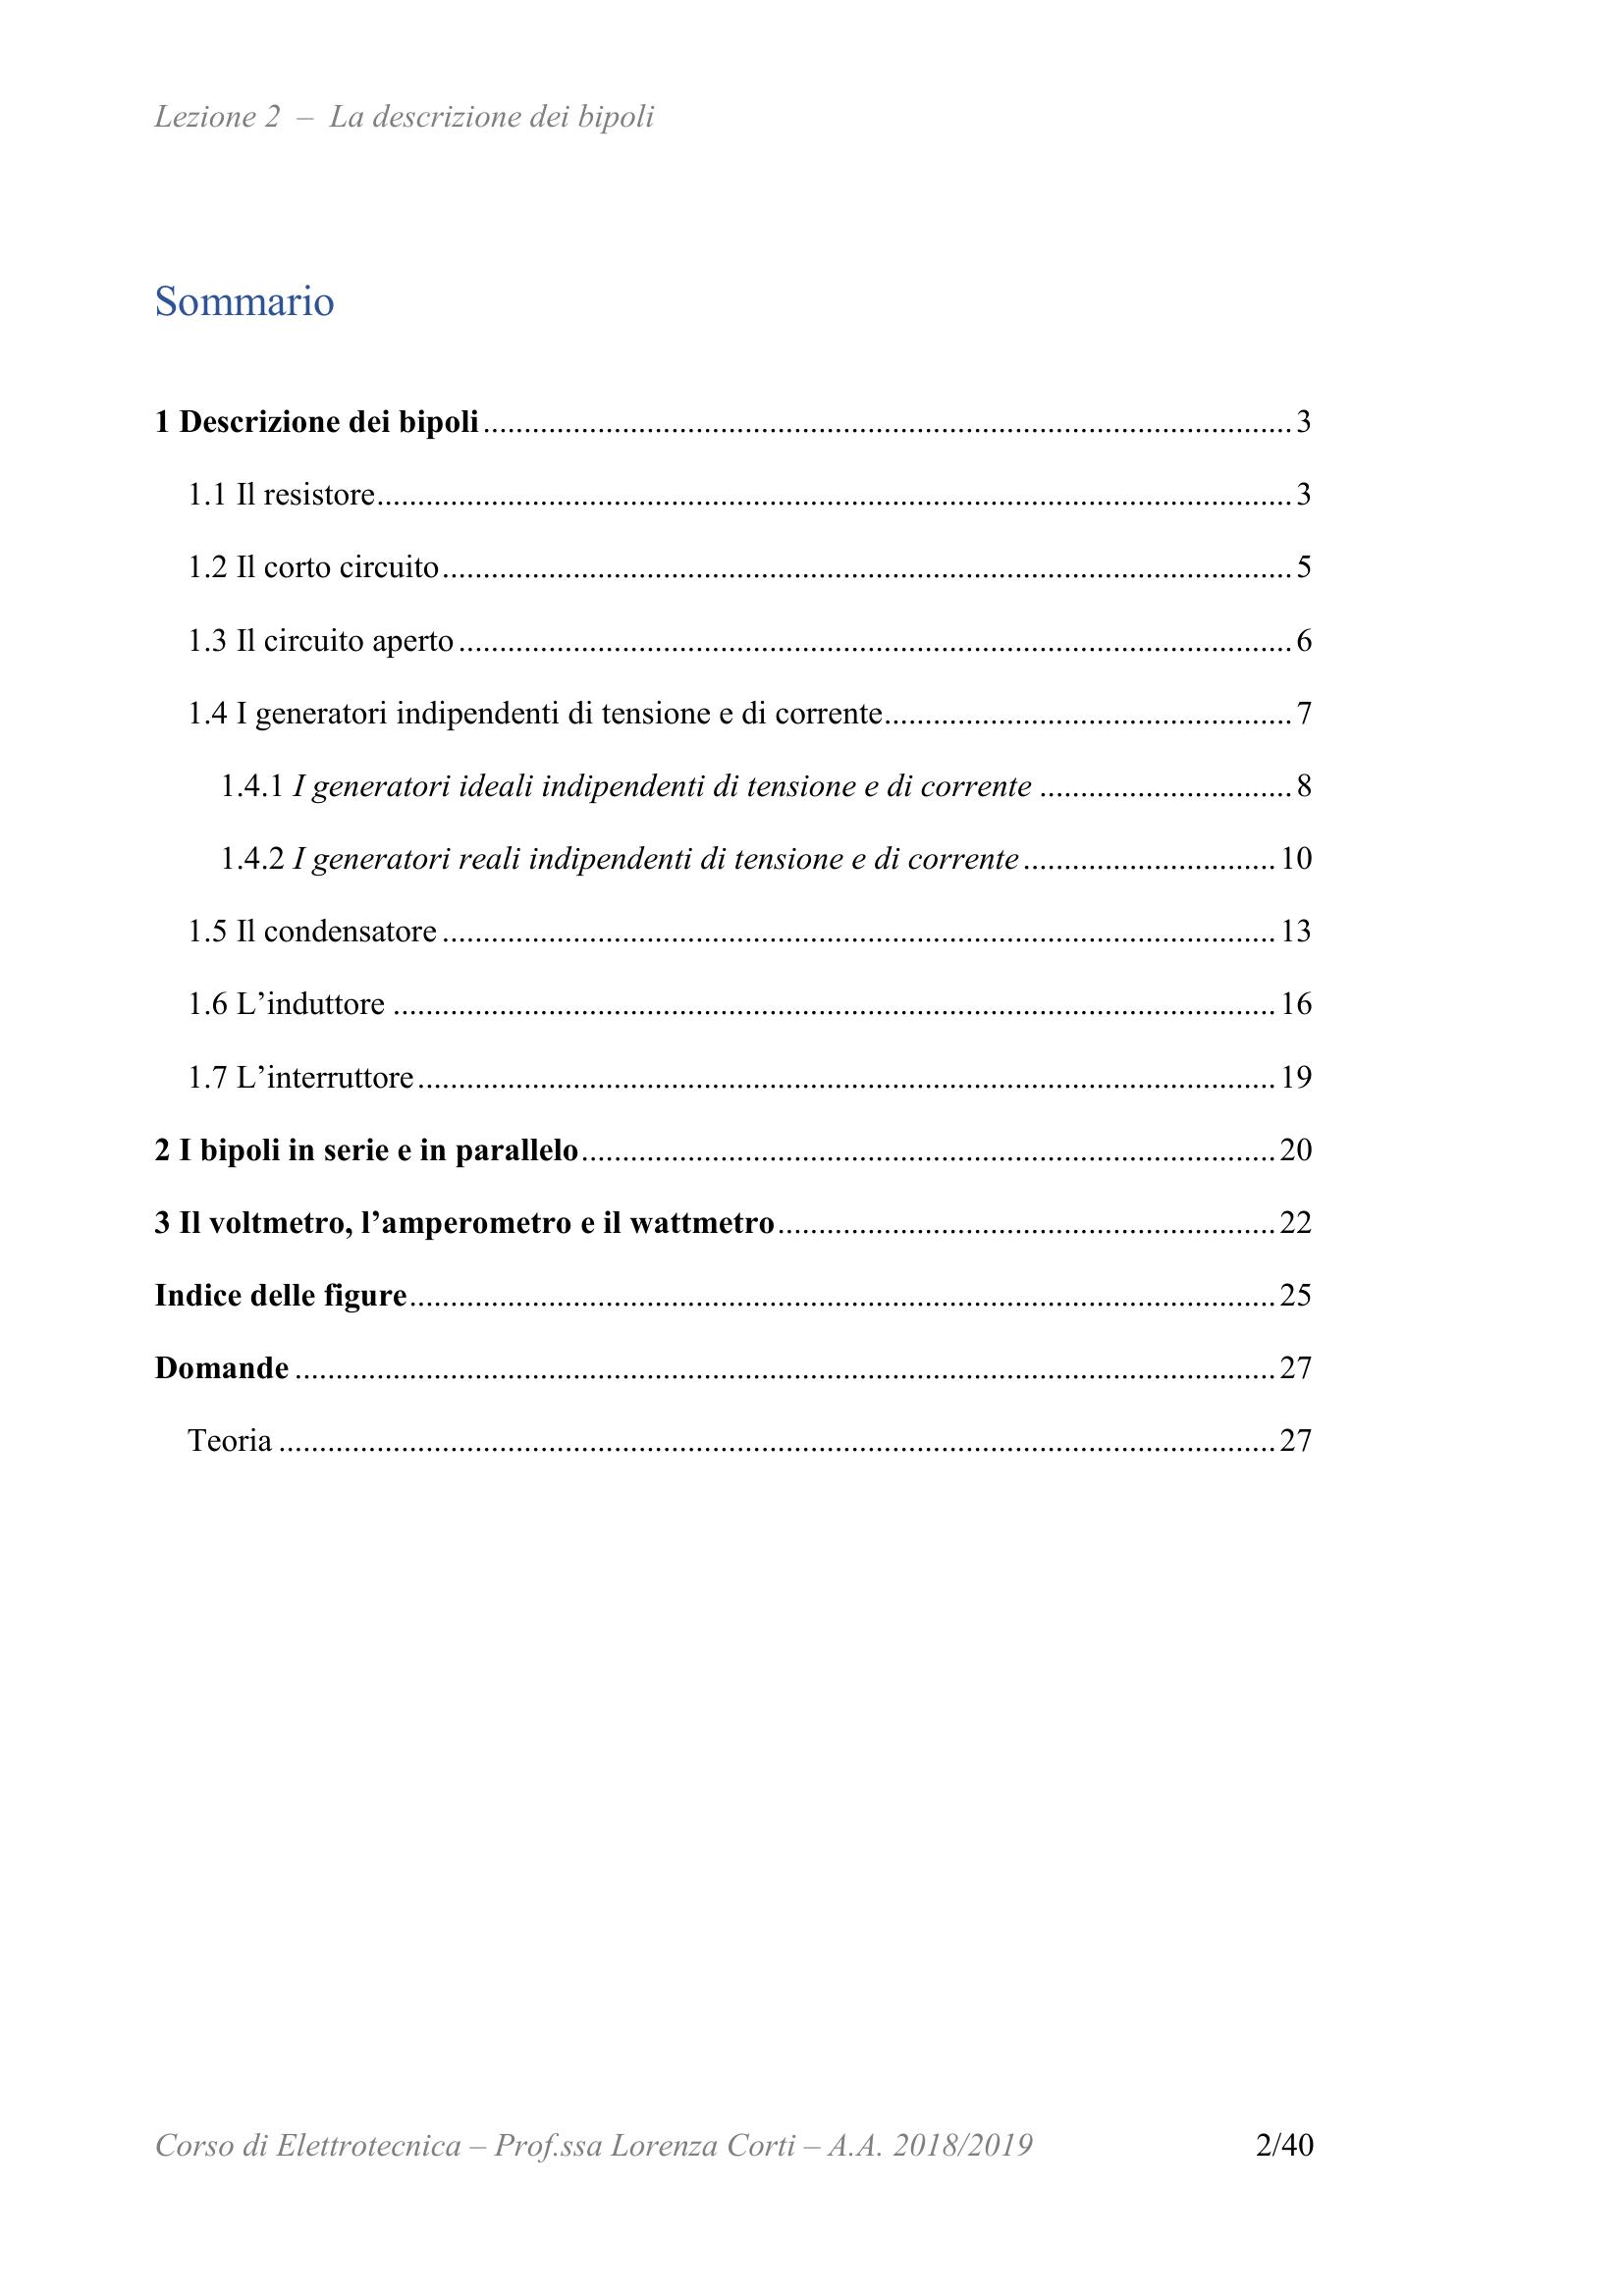 Lezione 2 – La descrizione dei bipoli
Sommario
1 Descrizione dei bipoli........................................................................................................3
1.1 Il resistore........................................................................................................3
1.2 Il corto circuito........................................................................................................5
1.3 Il circuito aperto........................................................................................................6
1.4 I generatori indipendenti di tensione e di corrente..................................................7
1.4.1 I generatori ideali indipendenti di tensione e di corrente ...............................8
1.4.2 I generatori reali indipendenti di tensione e di corrente...............................10
1.5 Il condensatore........................................................................................................13
1.6 L’induttore ........................................................................................................16
1.7 L’interruttore........................................................................................................19
2 I bipoli in serie e in parallelo.....................................................................................20
3 Il voltmetro, l’amperometro e il wattmetro.............................................................22
Indice delle figure........................................................................................................25
Domande ........................................................................................................27
Teoria ........................................................................................................27
Corso di Elettrotecnica – Prof.ssa Lorenza Corti – A.A. 2018/2019 2/40